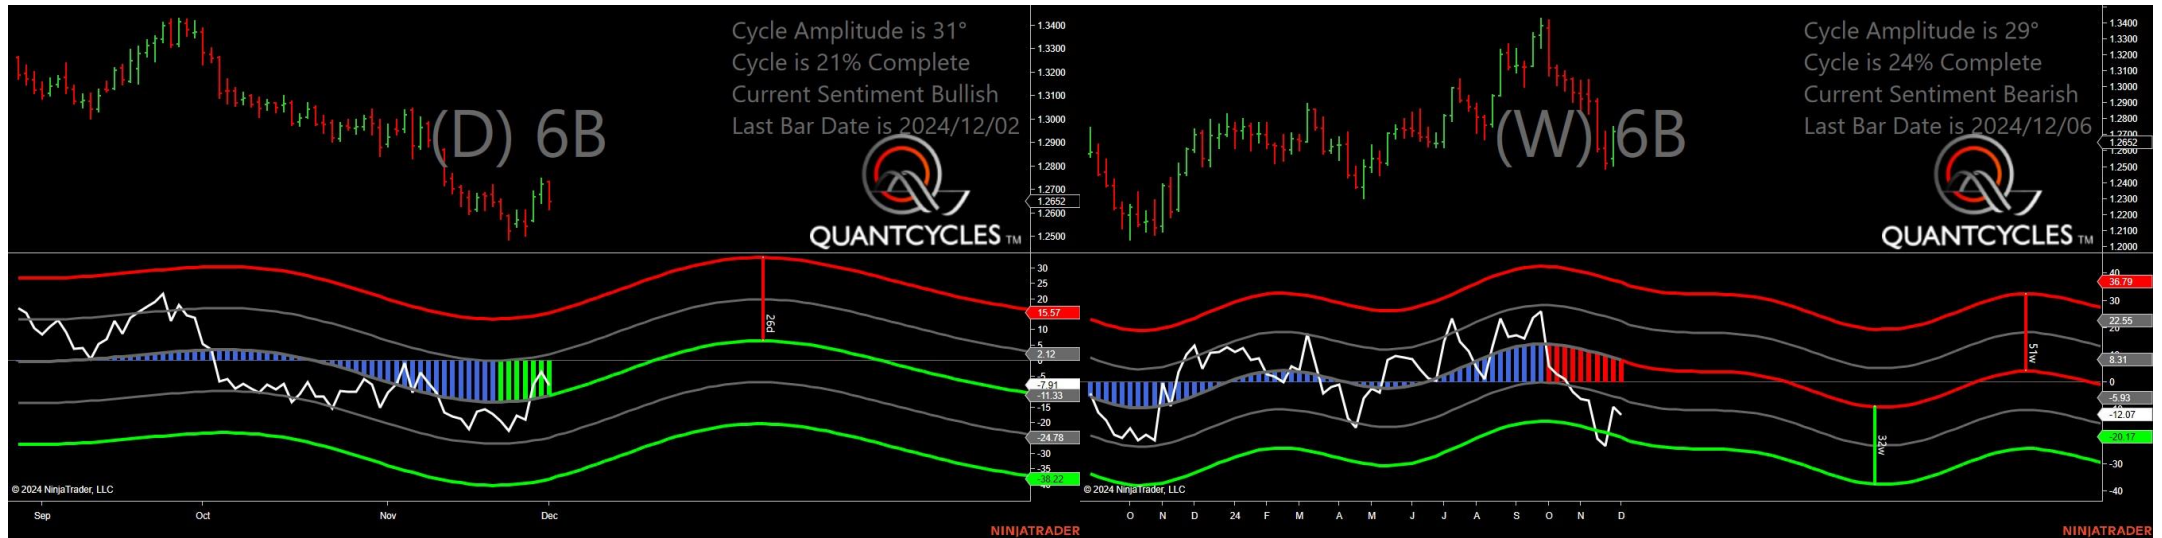 Cycle Amplitude is 31°
Cycle is 21% Complete
Current Sentiment Bullish
Last Bar Date is 2024/12/02
(D) 6B
QUANTCYCLES TM
1.3400
1.3300
1.3200
1.3100
1.3000
1.2900
1.2800
1.2700
1.2652
1.2600
1.2500
30
25
20
15.57
10
5
2.12
-5
-7.91
-11.33
-15
-20
-24.78
-30
-35
-38.22
26d
© 2024 NinjaTrader, LLC
Sep Oct Nov Dec
NINJATRADER
Cycle Amplitude is 29°
Cycle is 24% Complete
Current Sentiment Bearish
Last Bar Date is 2024/12/06
(W) 6B
QUANTCYCLES TM
1.3400
1.3300
1.3200
1.3100
1.3000
1.2900
1.2800
1.2700
1.2652
1.2600
1.2500
1.2400
1.2300
1.2200
1.2100
1.2000
40
36.79
30
22.55
20
8.31
0
-5.93
-12.07
-20.17
-30
-40
51w
32w
© 2024 NinjaTrader, LLC
O N D 24 F M A M J J A S O N D
NINJATRADER